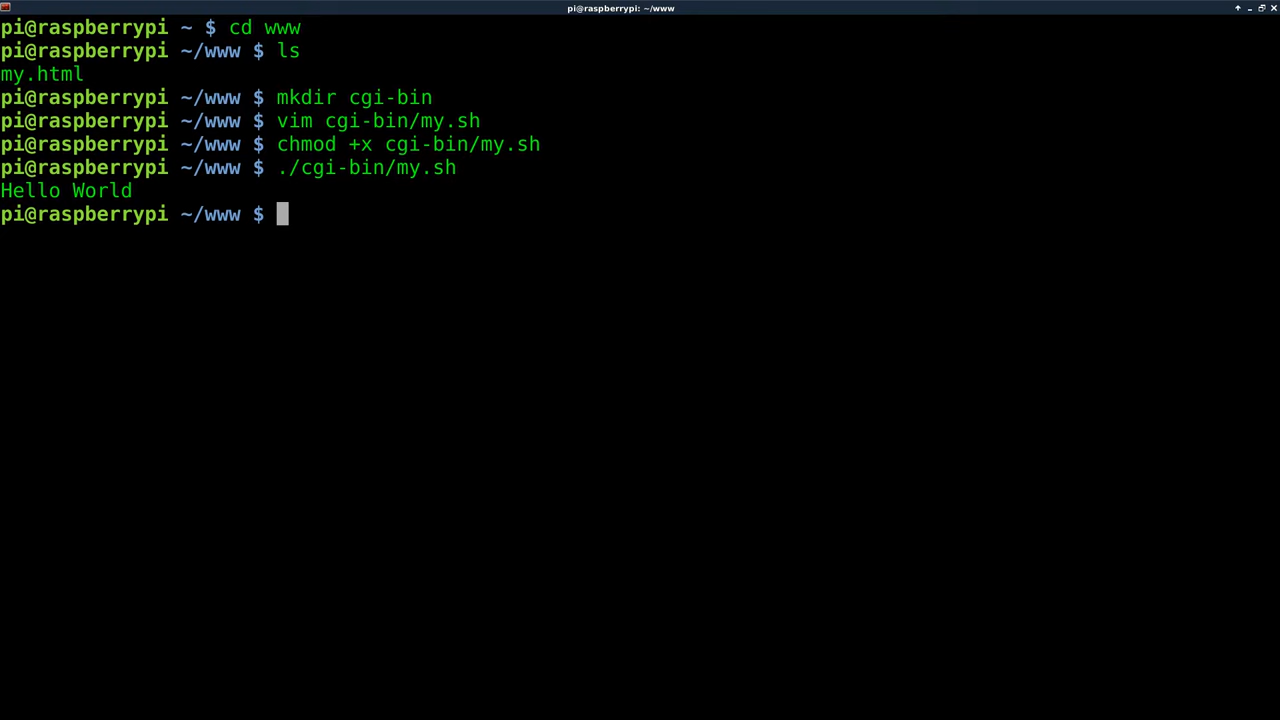 pi@raspberrypi: ~/www
pi@raspberrypi ~ $ cd www
pi@raspberrypi ~/www $ ls
my.html
pi@raspberrypi ~/www $ mkdir cgi-bin
pi@raspberrypi ~/www $ vim cgi-bin/my.sh
pi@raspberrypi ~/www $ chmod +x cgi-bin/my.sh
pi@raspberrypi ~/www $ ./cgi-bin/my.sh
Hello World
pi@raspberrypi ~/www $